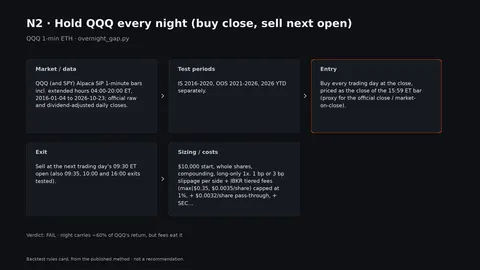 N2 · Hold QQQ every night (buy close, sell next open)
QQQ 1-min ETH · overnight_gap.py
Market / data
QQQ (and SPY) Alpaca SIP 1-minute bars
incl. extended hours 04:00-20:00 ET,
2016-01-04 to 2026-10-23; official raw
and dividend-adjusted daily closes.
Test periods
IS 2016-2020, OOS 2021-2026, 2026 YTD
separately.
Entry
Buy every trading day at the close,
priced as the close of the 15:59 ET bar
(proxy for the official close / market-
on-close).
Exit
Sell at the next trading day's 09:30 ET
open (also 09:35, 10:00 and 16:00 exits
tested).
Sizing / costs
$10,000 start, whole shares,
compounding, long-only 1x. 1 bp or 3 bp
slippage per side + IBKR tiered fees
(max($0.35, $0.0035/share) capped at
1%, + $0.0032/share pass-through, +
SEC...
Verdict: FAIL · night carries ~60% of QQQ's return, but fees eat it
Backtest rules card, from the published method · not a recommendation.